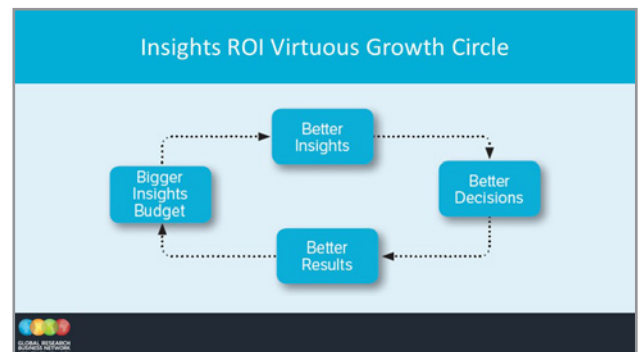 Insights ROI Virtuous Growth Circle
Better
Insights
Better
Decisions
Better
Results
Bigger
Insights
Budget
GLOBAL RESEARCH
BUSINESS NETWORK